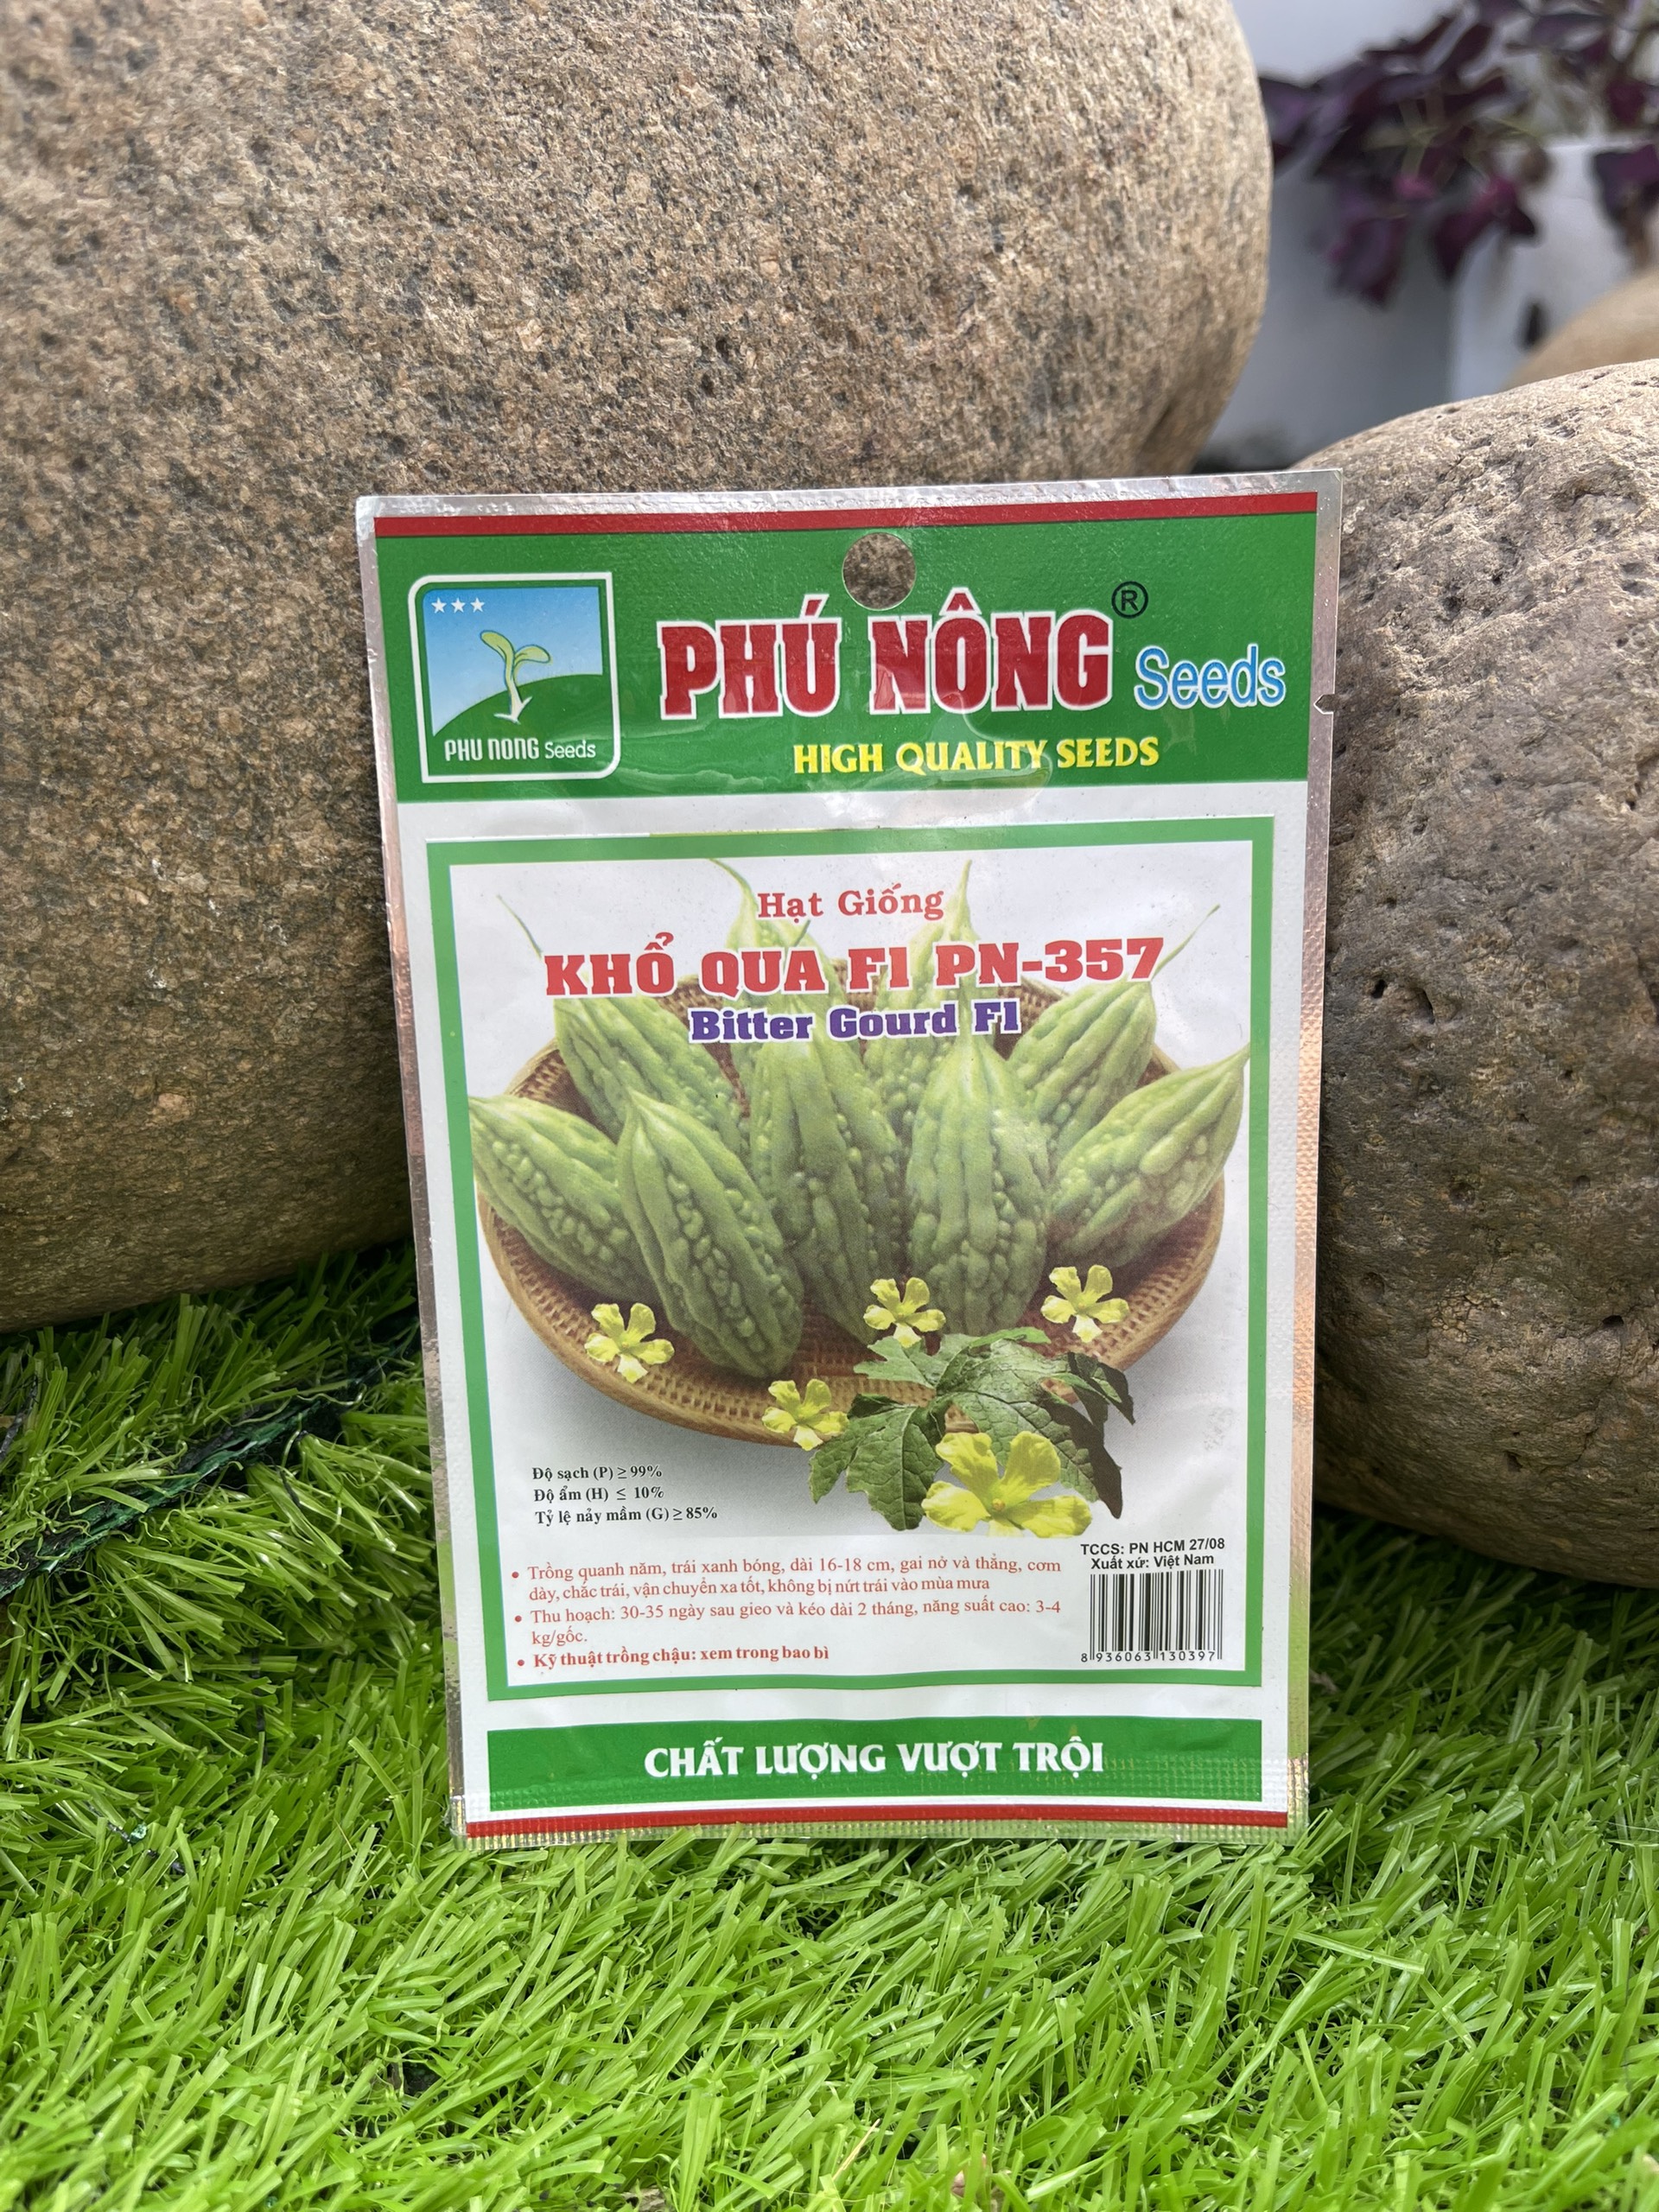 PHÚ NÔNG® Seeds
PHU NONG Seeds
HIGH QUALITY SEEDS
Hạt Giống
KHỔ QUA F1 PN-357
Bitter Gourd F1
Độ sạch (P) ≥ 99%
Độ ẩm (H) ≤ 10%
Tỷ lệ nảy mầm (G) ≥ 85%
• Trồng quanh năm, trái xanh bóng, dài 16-18 cm, gai nở và thẳng, cơm
dày, chắc trái, vận chuyển xa tốt, không bị nứt trái vào mùa mưa
• Thu hoạch: 30-35 ngày sau gieo và kéo dài 2 tháng, năng suất cao: 3-4
kg/gốc.
• Kỹ thuật trồng chậu: xem trong bao bì
TCCS: PN HCM 27/08
Xuất xứ: Việt Nam
8 936063 130397
CHẤT LƯỢNG VƯỢT TRỘI